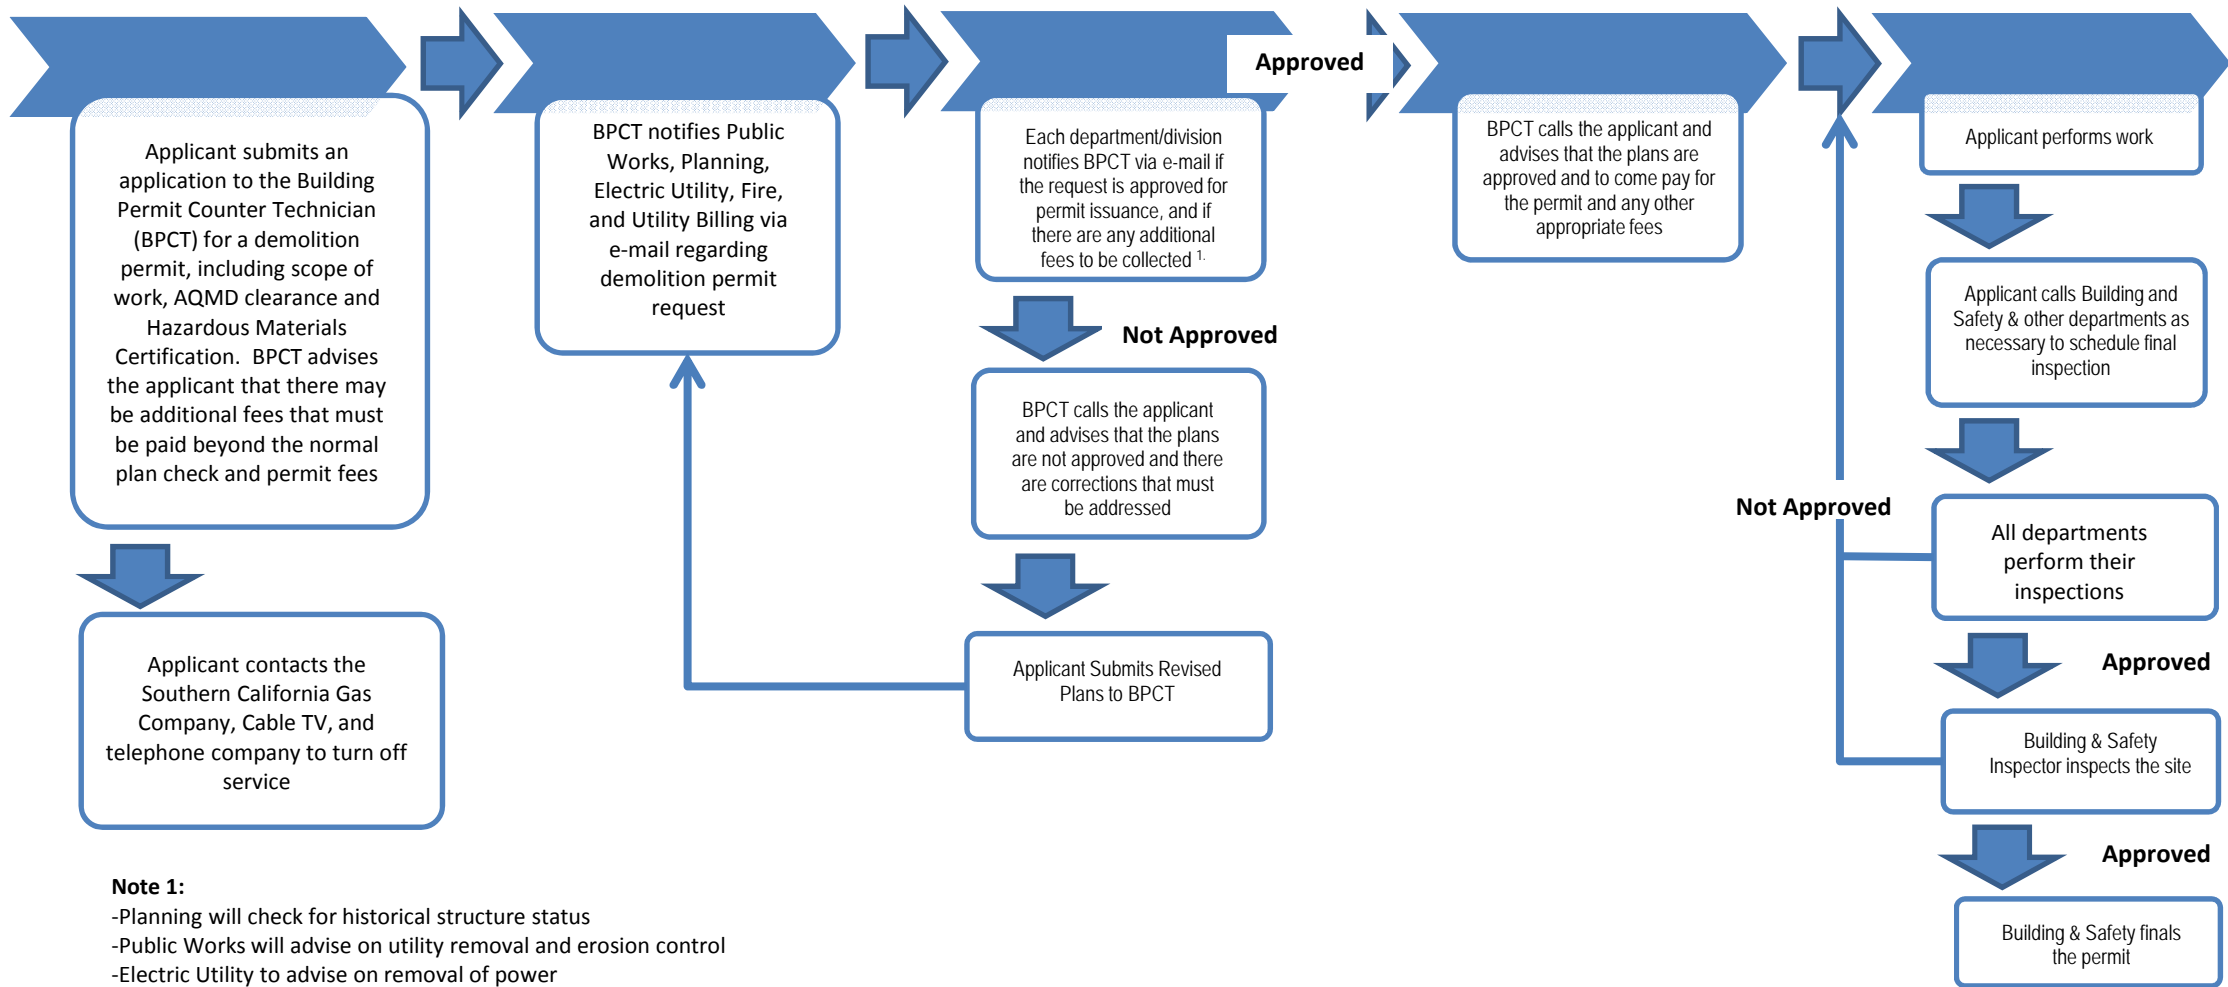 Applicant submits an
application to the Building
Permit Counter Technician
(BPCT) for a demolition
permit, including scope of
work, AQMD clearance and
Hazardous Materials
Certification.  BPCT advises
the applicant that there may
be additional fees that must
be paid beyond the normal
plan check and permit fees
Applicant contacts the
Southern California Gas
Company, Cable TV, and
telephone company to turn off
service
BPCT notifies Public
Works, Planning,
Electric Utility, Fire,
and Utility Billing via
e-mail regarding
demolition permit
request
Each department/division
notifies BPCT via e-mail if
the request is approved for
permit issuance, and if
there are any additional
fees to be collected 1.
Approved
Not Approved
BPCT calls the applicant
and advises that the plans
are not approved and there
are corrections that must
be addressed
Applicant Submits Revised
Plans to BPCT
BPCT calls the applicant and
advises that the plans are
approved and to come pay for
the permit and any other
appropriate fees
Applicant performs work
Applicant calls Building and
Safety & other departments as
necessary to schedule final
inspection
Not Approved
All departments
perform their
inspections
Approved
Building & Safety
Inspector inspects the site
Approved
Building & Safety finals
the permit
Note 1:
-Planning will check for historical structure status
-Public Works will advise on utility removal and erosion control
-Electric Utility to advise on removal of power